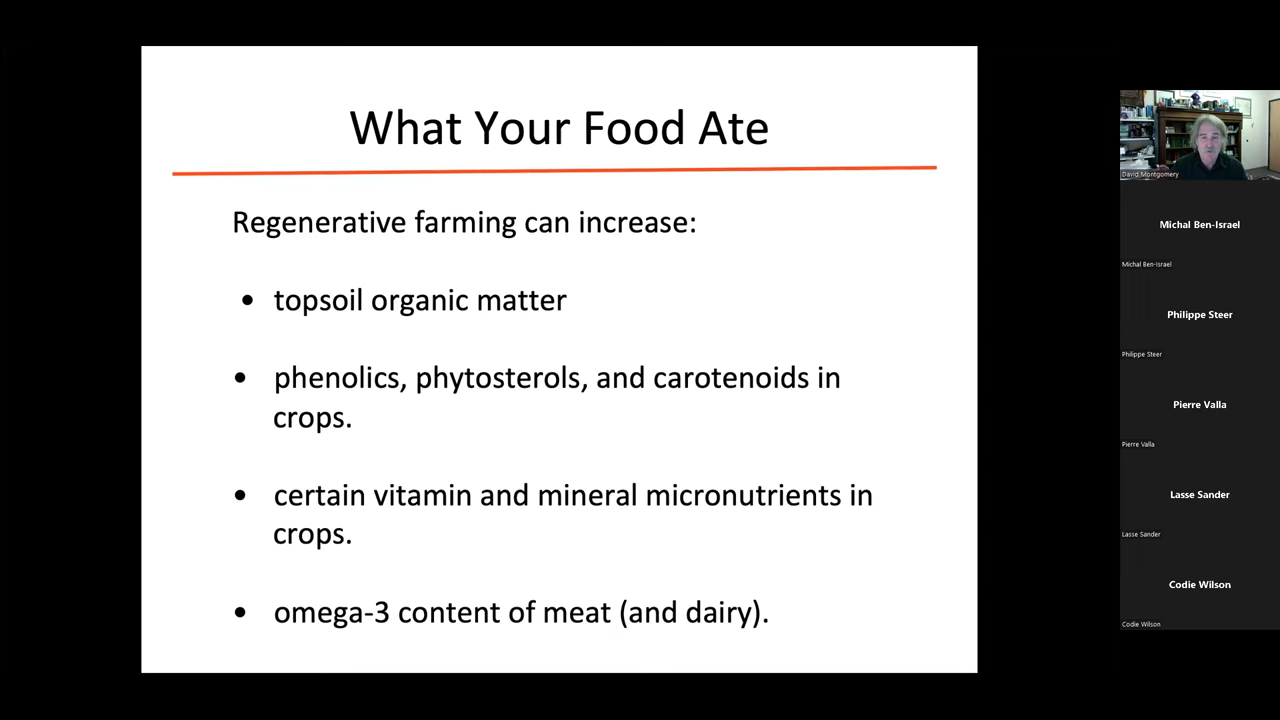 What Your Food Ate
Regenerative farming can increase:
• topsoil organic matter
• phenolics, phytosterols, and carotenoids in
crops.
• certain vitamin and mineral micronutrients in
crops.
• omega-3 content of meat (and dairy).
David Montgomery
Michal Ben-Israel
Michal Ben-Israel
Philippe Steer
Philippe Steer
Pierre Valla
Pierre Valla
Lasse Sander
Lasse Sander
Codie Wilson
Codie Wilson